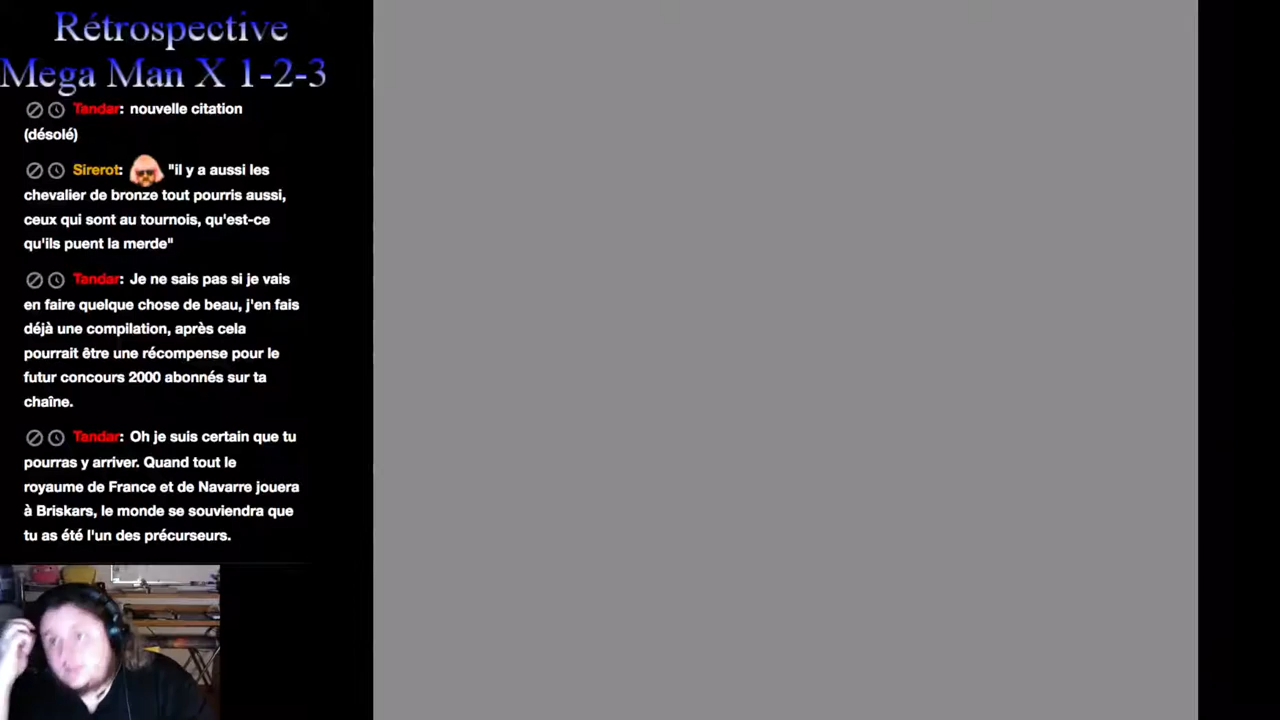 Rétrospective
Mega Man X 1-2-3
Tandar: nouvelle citation
(désolé)
Sirerot: "il y a aussi les
chevalier de bronze tout pourris aussi,
ceux qui sont au tournois, qu'est-ce
qu'ils puent la merde"
Tandar: Je ne sais pas si je vais
en faire quelque chose de beau, j'en fais
déjà une compilation, après cela
pourrait être une récompense pour le
futur concours 2000 abonnés sur ta
chaîne.
Tandar: Oh je suis certain que tu
pourras y arriver. Quand tout le
royaume de France et de Navarre jouera
à Briskars, le monde se souviendra que
tu as été l'un des précurseurs.